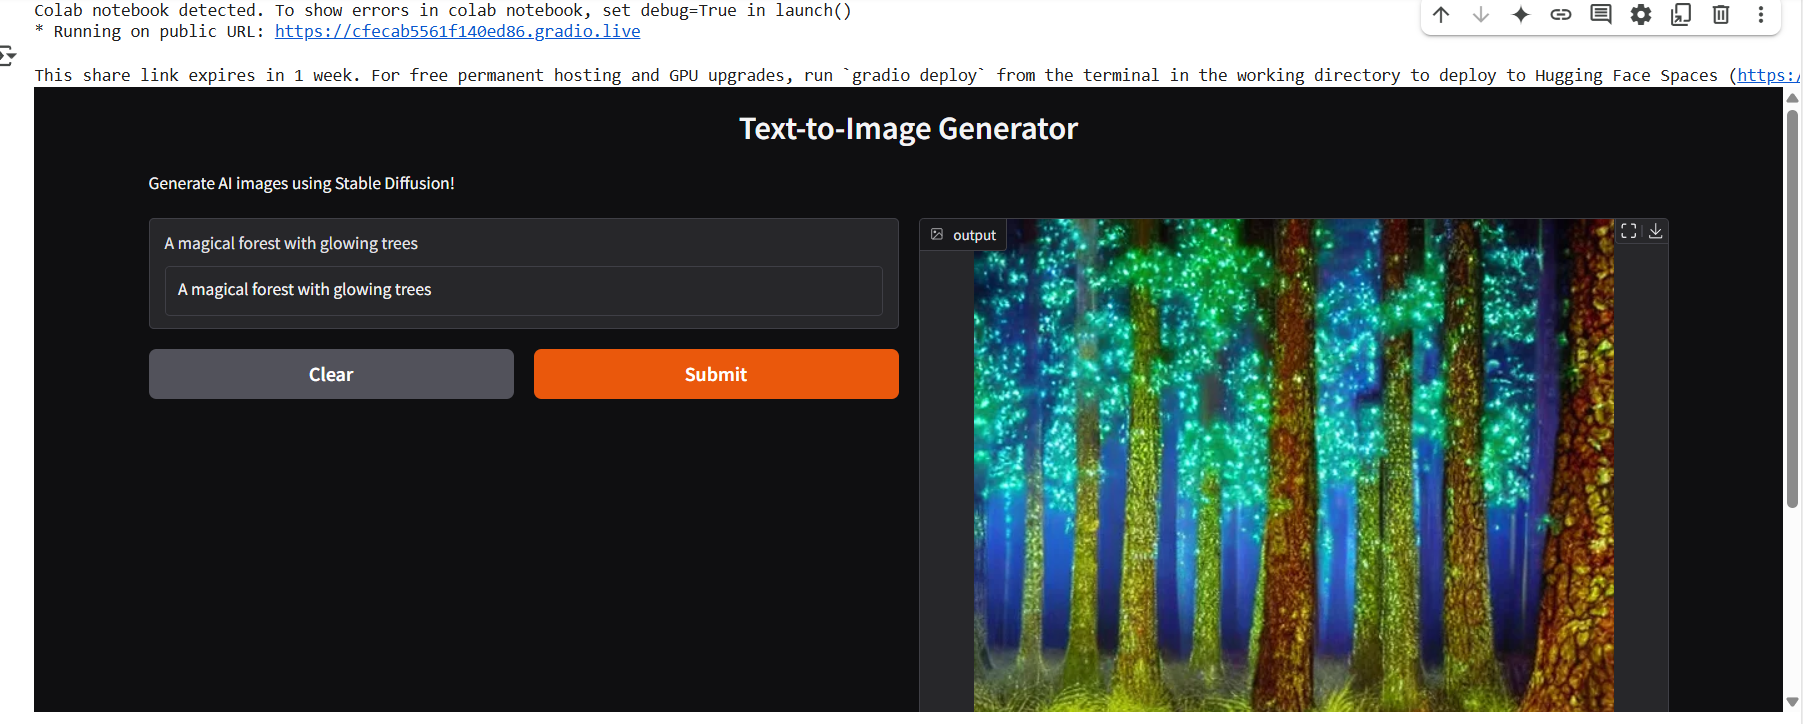 Colab notebook detected. To show errors in colab notebook, set debug=True in launch()
* Running on public URL: https://cfecab5561f140ed86.gradio.live
This share link expires in 1 week. For free permanent hosting and GPU upgrades, run `gradio deploy` from the terminal in the working directory to deploy to Hugging Face Spaces (https:/
Text-to-Image Generator
Generate AI images using Stable Diffusion!
A magical forest with glowing trees
A magical forest with glowing trees
Clear
Submit
output